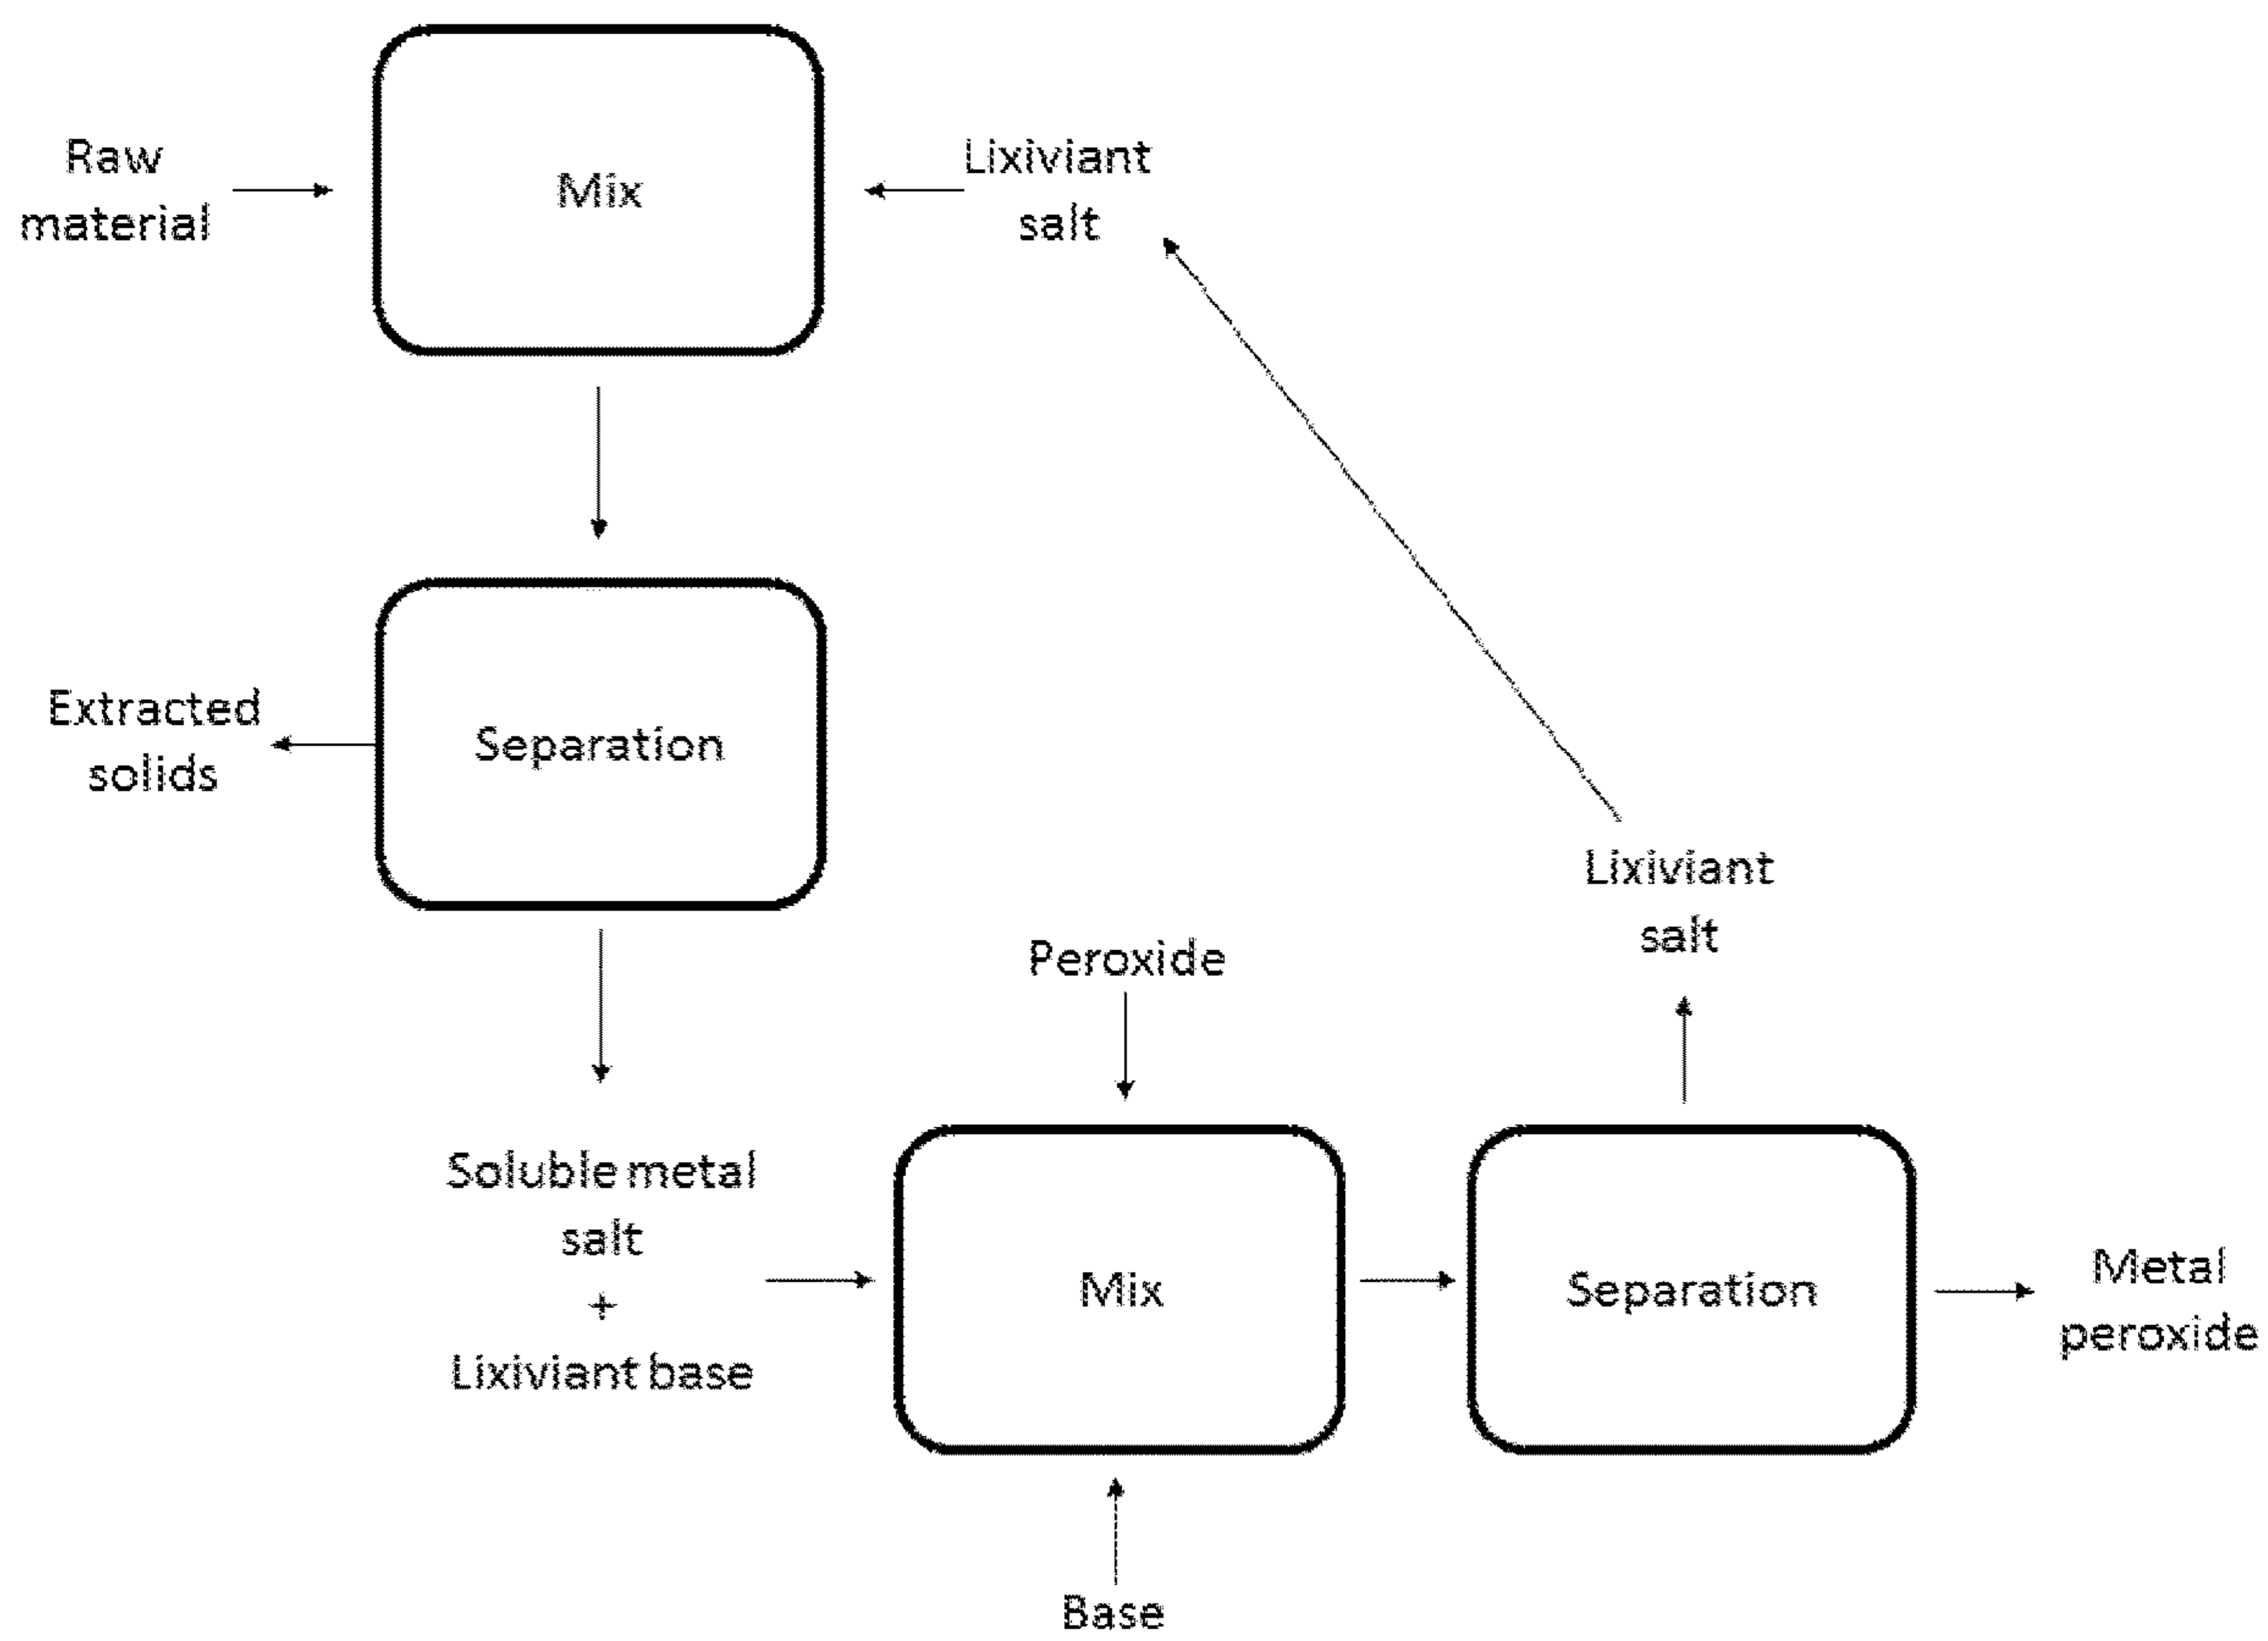 Raw
material
Mix
Lixiviant
salt
Extracted
solids
Separation
Lixiviant
salt
Peroxide
Soluble metal
salt
+
Lixiviant base
Mix
Separation
Metal
peroxide
Base